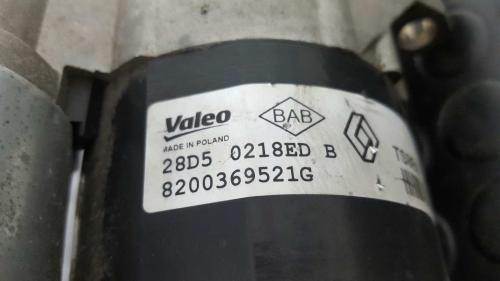 Valeo
BAB
MADE IN POLAND
28D5 0218ED B
8200369521G